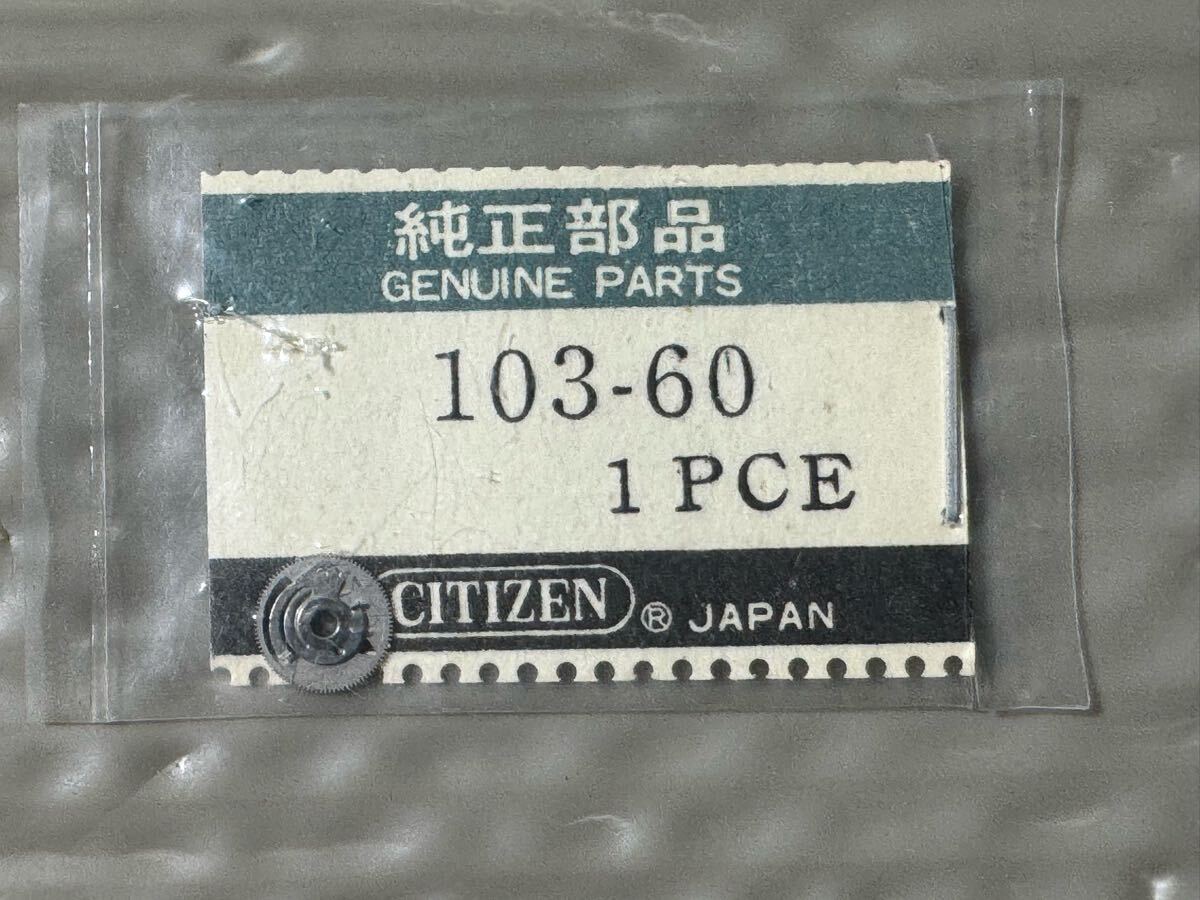 純正部品
GENUINE PARTS
103-60
1 PCE
CITIZEN ® JAPAN